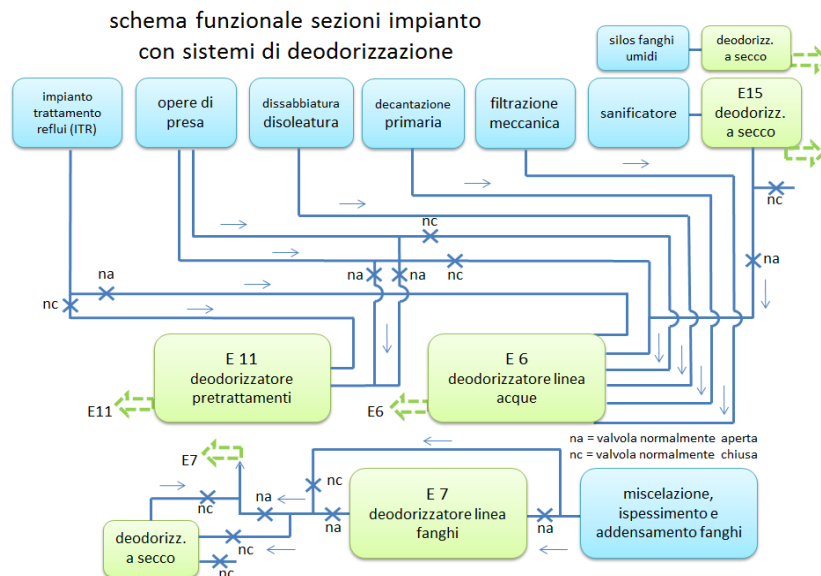 schema funzionale sezioni impianto
con sistemi di deodorizzazione
silos fanghi
umidi
deodorizz.
a secco
impianto
trattamento
reflui (ITR)
opere di
presa
dissabbiatura
disoleatura
decantazione
primaria
filtrazione
meccanica
sanificatore
E15
deodorizz.
a secco
nc
nc
na
na
nc
na
na
nc
E 11
deodorizzatore
pretrattamenti
E 6
deodorizzatore linea
acque
E11
E6
na = valvola normalmente aperta
nc = valvola normalmente chiusa
E7
nc
E 7
deodorizzatore linea
fanghi
miscelazione,
ispessimento e
addensamento fanghi
nc
na
na
na
deodorizz.
a secco
nc
nc